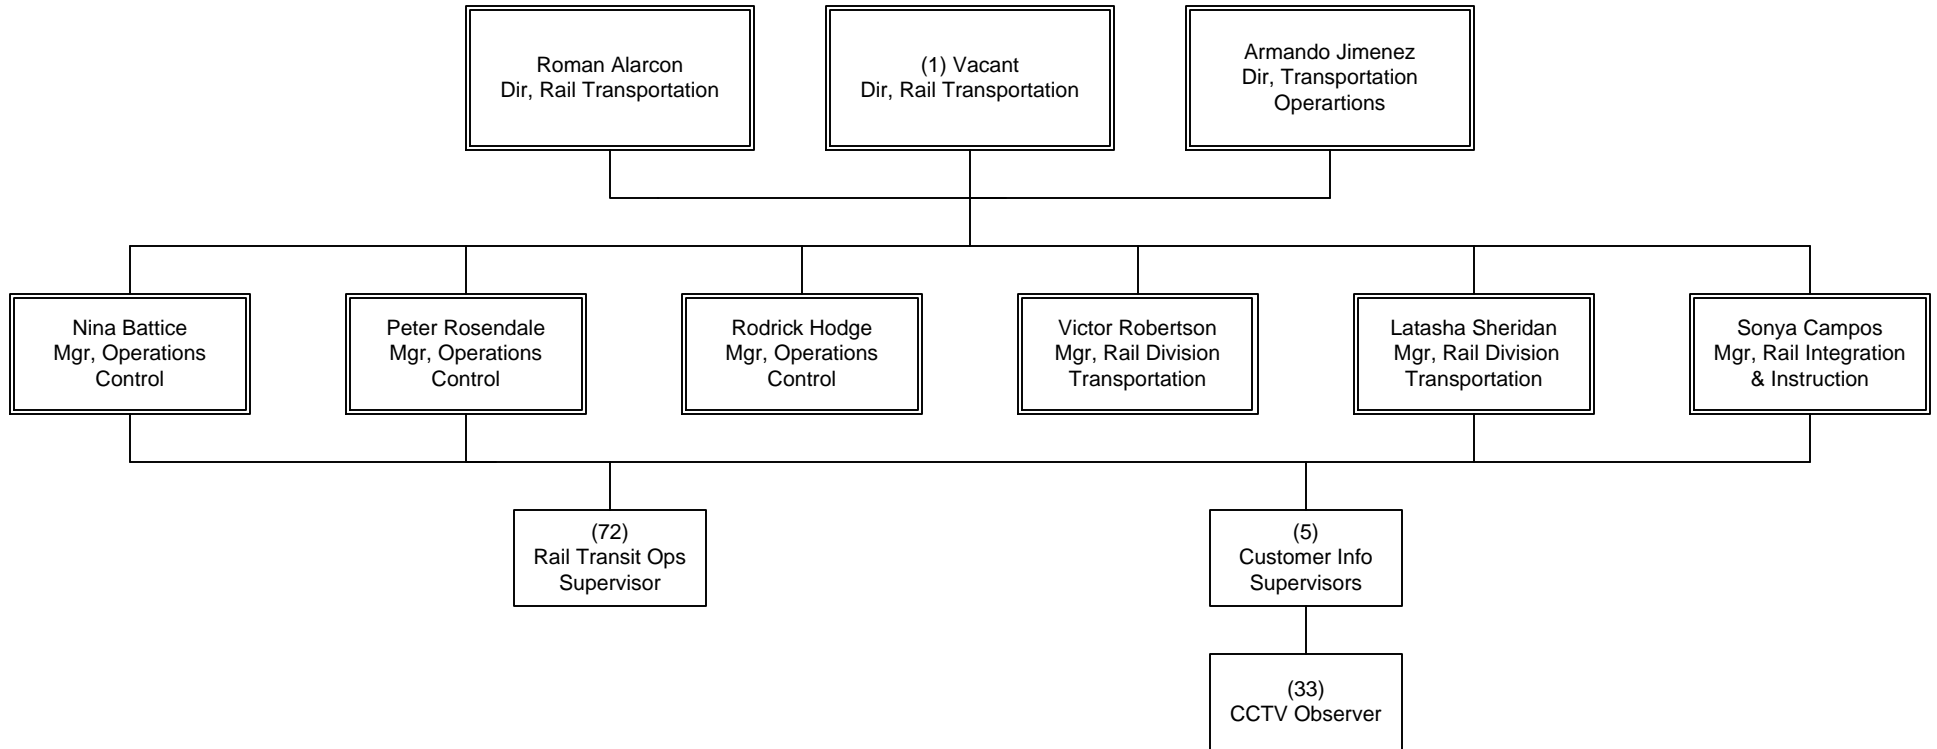 Roman Alarcon
Dir, Rail Transportation
(1) Vacant
Dir, Rail Transportation
Armando Jimenez
Dir, Transportation
Operartions
Nina Battice
Mgr, Operations
Control
Peter Rosendale
Mgr, Operations
Control
Rodrick Hodge
Mgr, Operations
Control
Victor Robertson
Mgr, Rail Division
Transportation
Latasha Sheridan
Mgr, Rail Division
Transportation
Sonya Campos
Mgr, Rail Integration
& Instruction
(72)
Rail Transit Ops
Supervisor
(5)
Customer Info
Supervisors
(33)
CCTV Observer